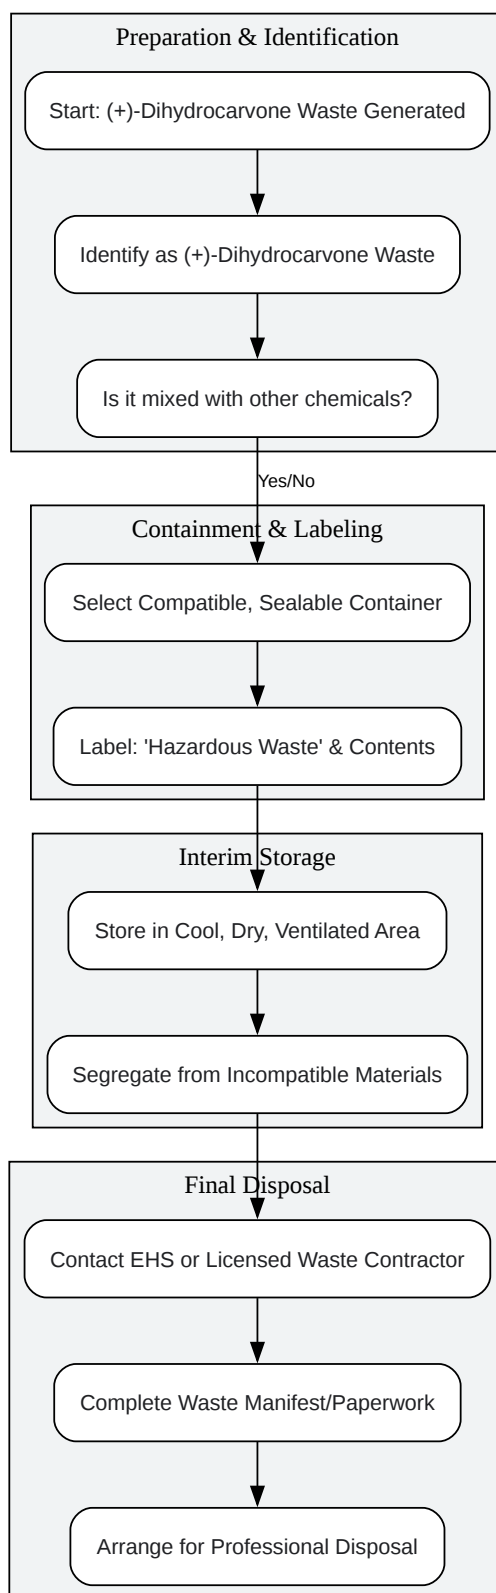 Preparation & Identification
Start: (+)-Dihydrocarvone Waste Generated
Identify as (+)-Dihydrocarvone Waste
Is it mixed with other chemicals?
Yes/No
Containment & Labeling
Select Compatible, Sealable Container
Label: 'Hazardous Waste' & Contents
Interim Storage
Store in Cool, Dry, Ventilated Area
Segregate from Incompatible Materials
Final Disposal
Contact EHS or Licensed Waste Contractor
Complete Waste Manifest/Paperwork
Arrange for Professional Disposal